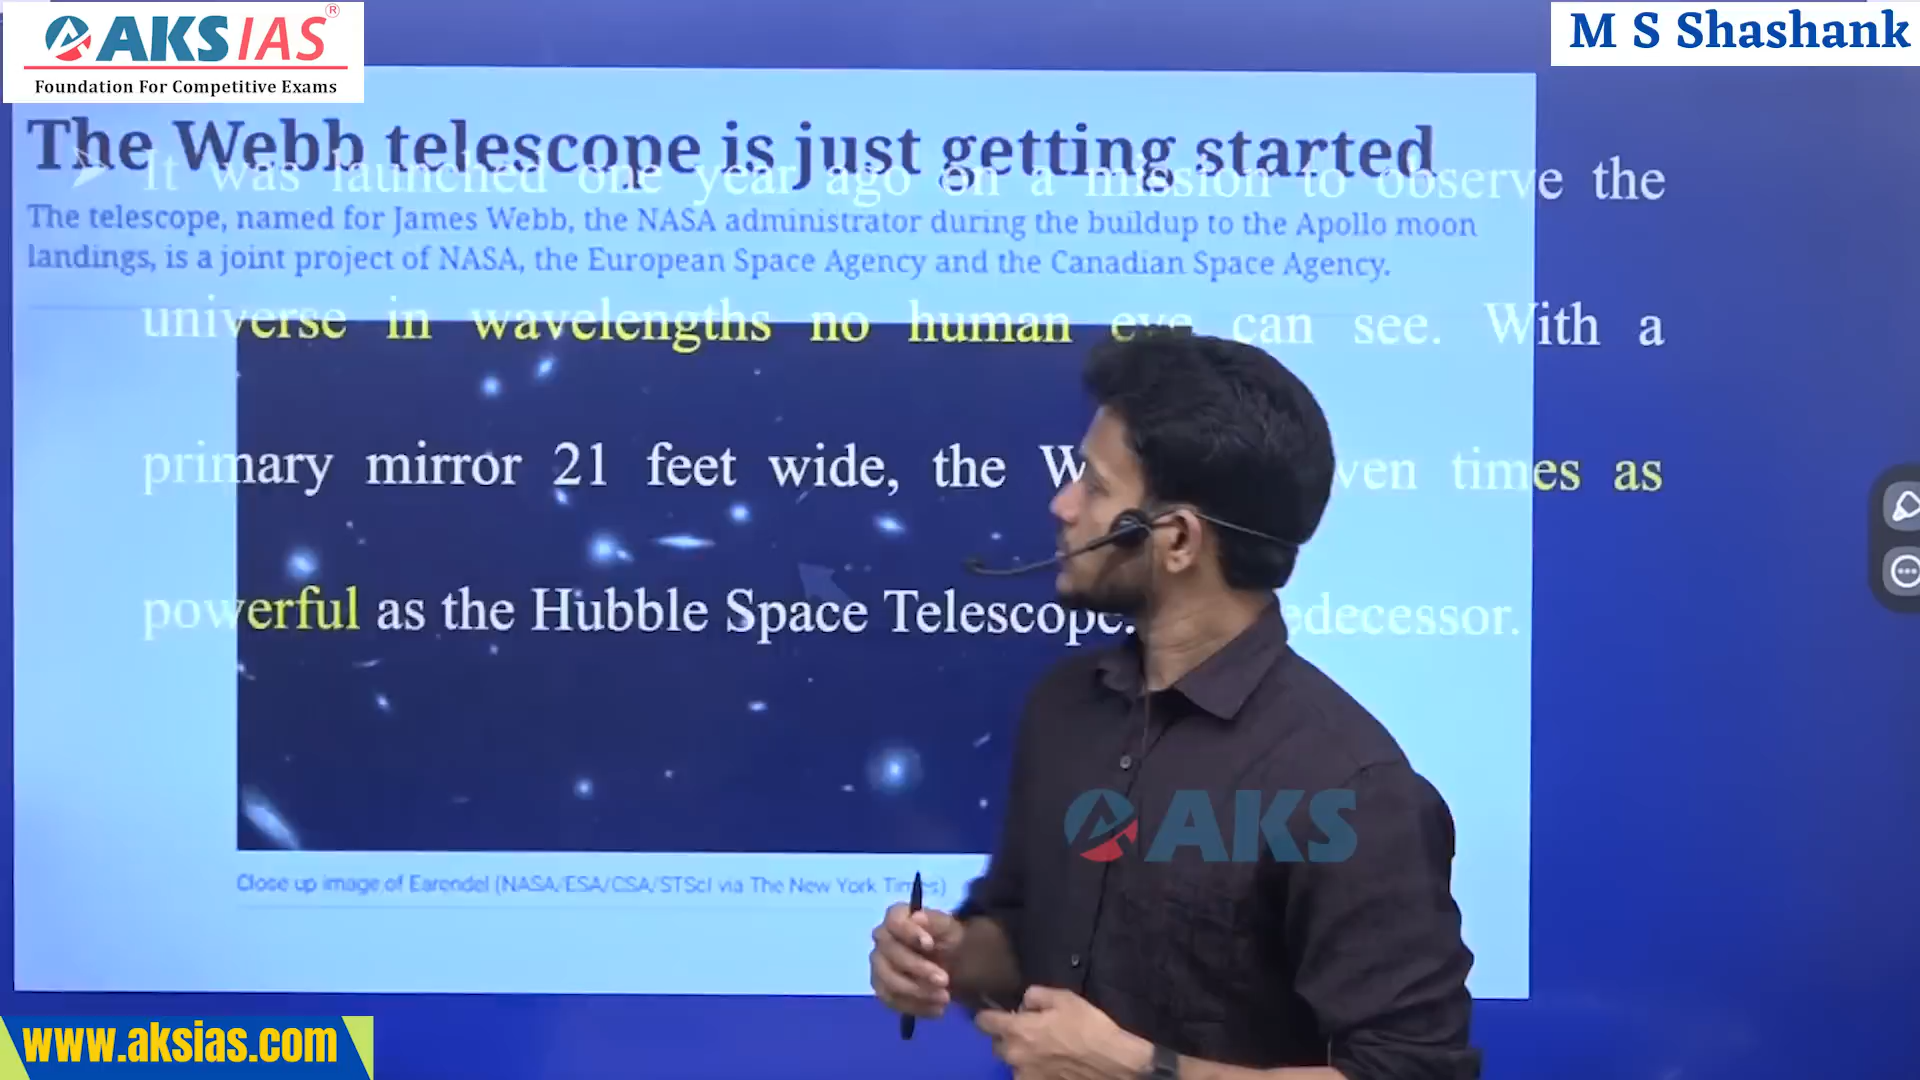 AKS IAS ®
Foundation For Competitive Exams
M S Shashank
The Webb telescope is just getting started
The telescope, named for James Webb, the NASA administrator during the buildup to the Apollo moon
landings, is a joint project of NASA, the European Space Agency and the Canadian Space Agency.
➤ It was launched one year ago on a mission to observe the
universe in wavelengths no human eye can see. With a
primary mirror 21 feet wide, the times as
powerful as the Hubble Space Telescope.
Close up image of Earendel (NASA/ESA/CSA/STScI via The New York Times)
AKS
www.aksias.com